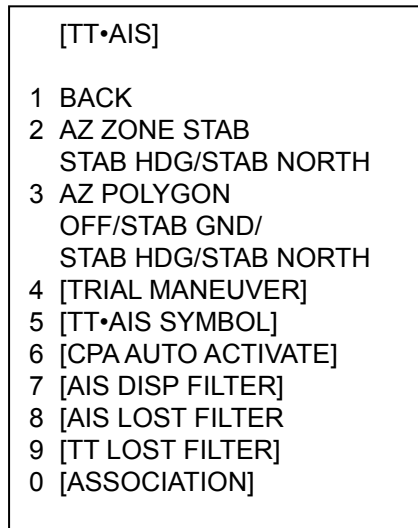 [TT•AIS]
1 BACK
2 AZ ZONE STAB
STAB HDG/STAB NORTH
3 AZ POLYGON
OFF/STAB GND/
STAB HDG/STAB NORTH
4 [TRIAL MANEUVER]
5 [TT•AIS SYMBOL]
6 [CPA AUTO ACTIVATE]
7 [AIS DISP FILTER]
8 [AIS LOST FILTER
9 [TT LOST FILTER]
0 [ASSOCIATION]